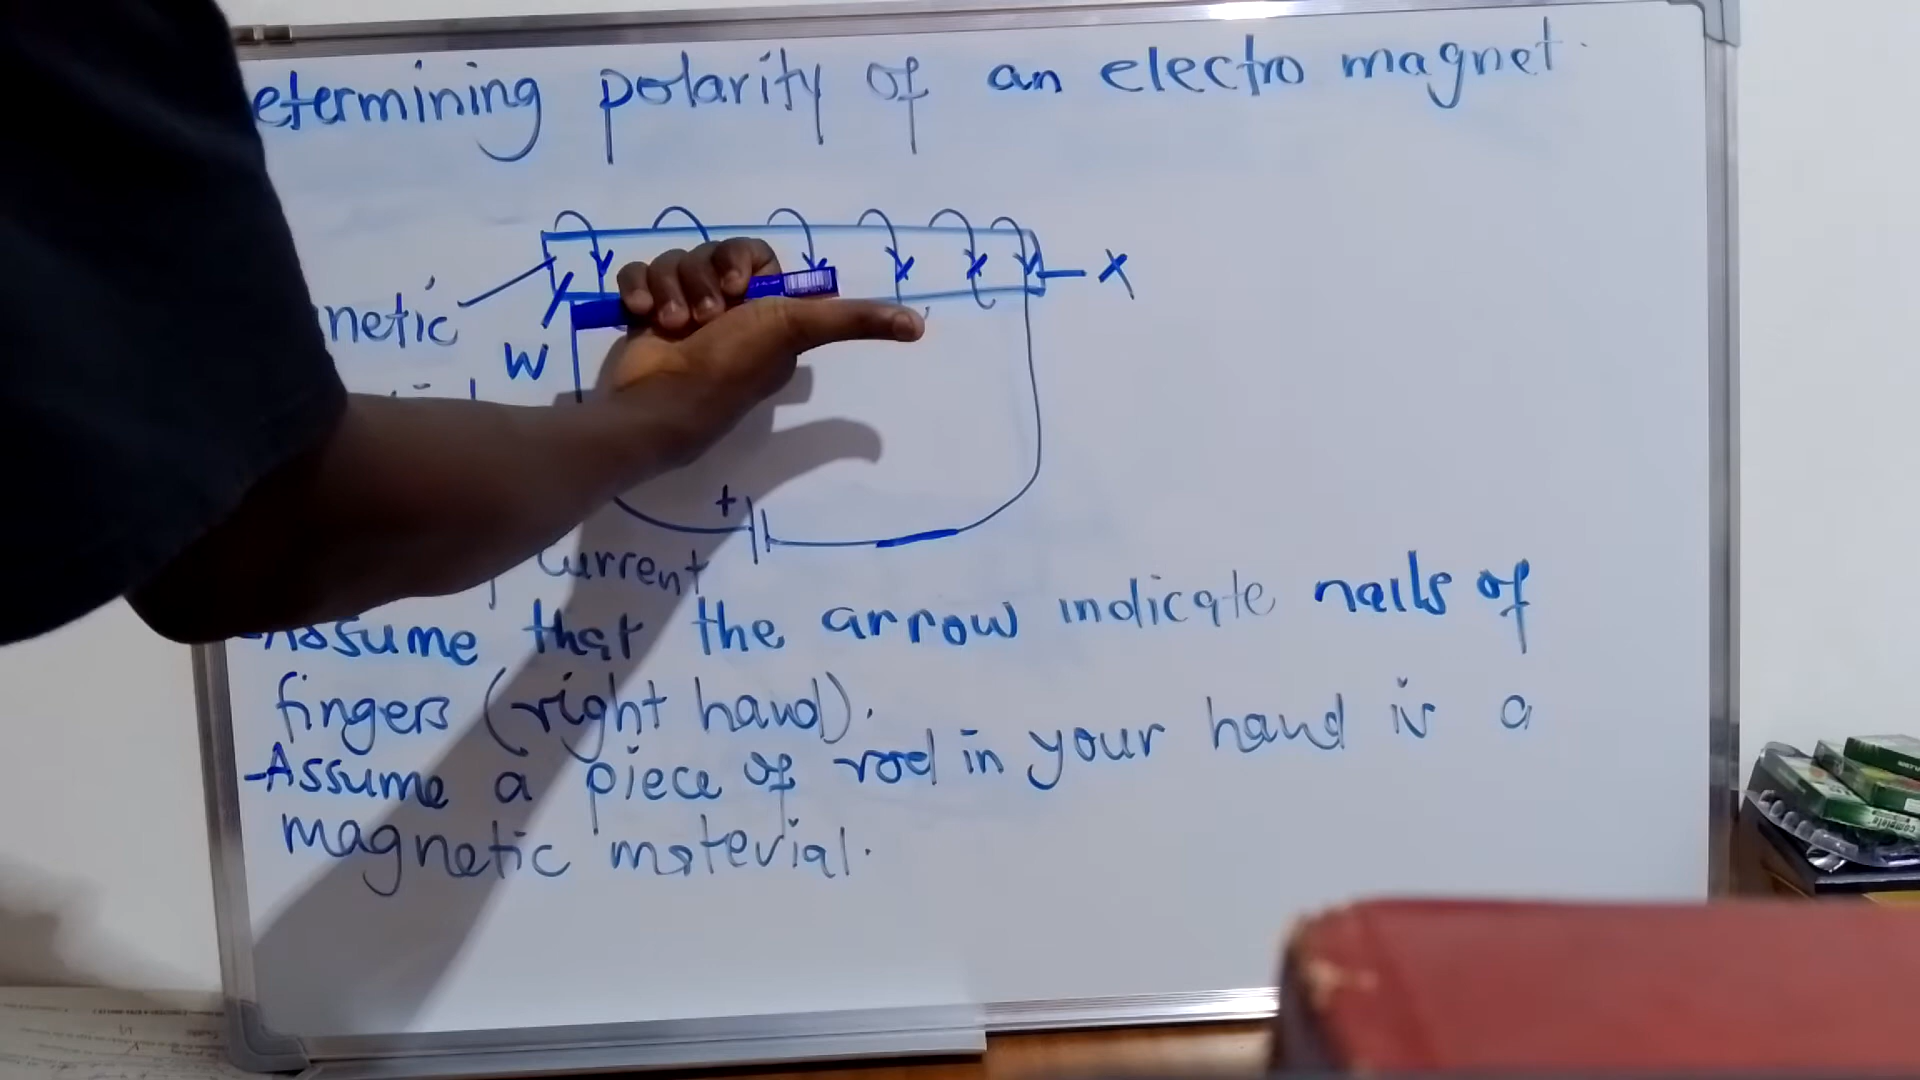 etermining polarity of an electro magnet.
X
netic
W
+
Current
-Assume that the arrow indicate nails of
fingers (right hand).
-Assume a piece of rod in your hand is a
magnetic material.